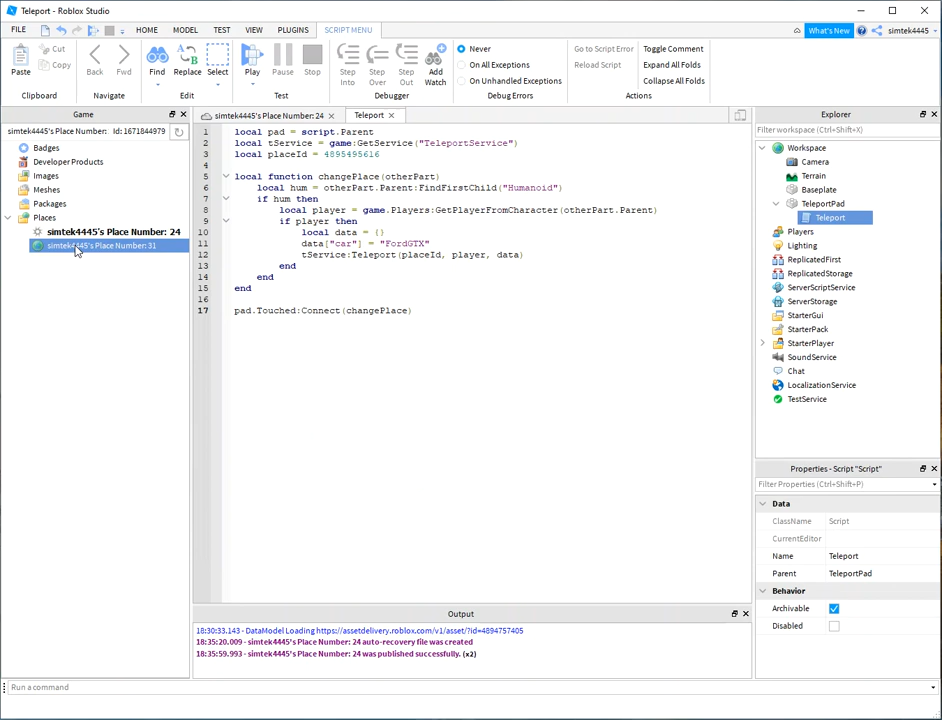 Teleport - Roblox Studio
FILE HOME MODEL TEST VIEW PLUGINS SCRIPT MENU What's New simtek4445
Paste Cut Copy Back Fwd Find Replace Select Play Pause Stop Step Into Step Over Step Out Add Watch
Never
On All Exceptions
On Unhandled Exceptions
Go to Script Error
Reload Script
Toggle Comment
Expand All Folds
Collapse All Folds
Clipboard Navigate Edit Test Debugger Debug Errors Actions
Game
simtek4445's Place Number: Id:1671844979
Badges
Developer Products
Images
Meshes
Packages
Places
simtek4445's Place Number: 24
simtek4445's Place Number: 31
simtek4445's Place Number: 24 Teleport
1 local pad = script.Parent
2 local tService = game:GetService("TeleportService")
3 local placeId = 4895495616
4
5 local function changePlace(otherPart)
6 local hum = otherPart.Parent:FindFirstChild("Humanoid")
7 if hum then
8 local player = game.Players:GetPlayerFromCharacter(otherPart.Parent)
9 if player then
10 local data = {}
11 data["car"] = "FordGTX"
12 tService:Teleport(placeId, player, data)
13 end
14 end
15 end
16
17 pad.Touched:Connect(changePlace)
Output
18:30:33.143 - DataModel Loading https://assetdelivery.roblox.com/v1/asset/?id=4894757405
18:35:20.009 - simtek4445's Place Number: 24 auto-recovery file was created
18:35:59.993 - simtek4445's Place Number: 24 was published successfully. (x2)
Explorer
Filter workspace (Ctrl+Shift+X)
Workspace
Camera
Terrain
Baseplate
TeleportPad
Teleport
Players
Lighting
ReplicatedFirst
ReplicatedStorage
ServerScriptService
ServerStorage
StarterGui
StarterPack
StarterPlayer
SoundService
Chat
LocalizationService
TestService
Properties - Script "Script"
Filter Properties (Ctrl+Shift+P)
Data
ClassName Script
CurrentEditor
Name Teleport
Parent TeleportPad
Behavior
Archivable
Disabled
Run a command